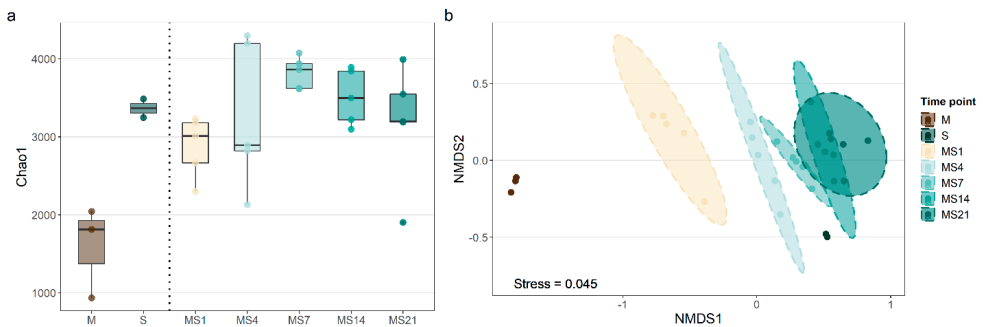 a
Chao1
4000
3000
2000
1000
M S MS1 MS4 MS7 MS14 MS21
b
NMDS2
0.5
0.0
-0.5
Stress = 0.045
-1 0 1
NMDS1
Time point
M
S
MS1
MS4
MS7
MS14
MS21